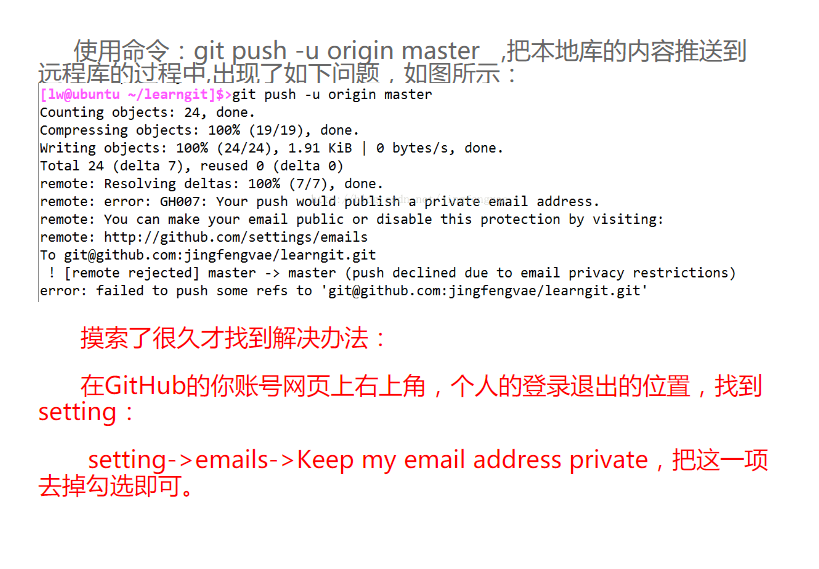 使用命令：git push -u origin master ,把本地库的内容推送到
远程库的过程中,出现了如下问题，如图所示：
[lw@ubuntu ~/learngit]$>git push -u origin master
Counting objects: 24, done.
Compressing objects: 100% (19/19), done.
Writing objects: 100% (24/24), 1.91 KiB | 0 bytes/s, done.
Total 24 (delta 7), reused 0 (delta 0)
remote: Resolving deltas: 100% (7/7), done.
remote: error: GH007: Your push would publish a private email address.
remote: You can make your email public or disable this protection by visiting:
remote: http://github.com/settings/emails
To git@github.com:jingfengvae/learngit.git
 ! [remote rejected] master -> master (push declined due to email privacy restrictions)
error: failed to push some refs to 'git@github.com:jingfengvae/learngit.git'
摸索了很久才找到解决办法：
在GitHub的你账号网页上右上角，个人的登录退出的位置，找到
setting：
setting->emails->Keep my email address private，把这一项
去掉勾选即可。